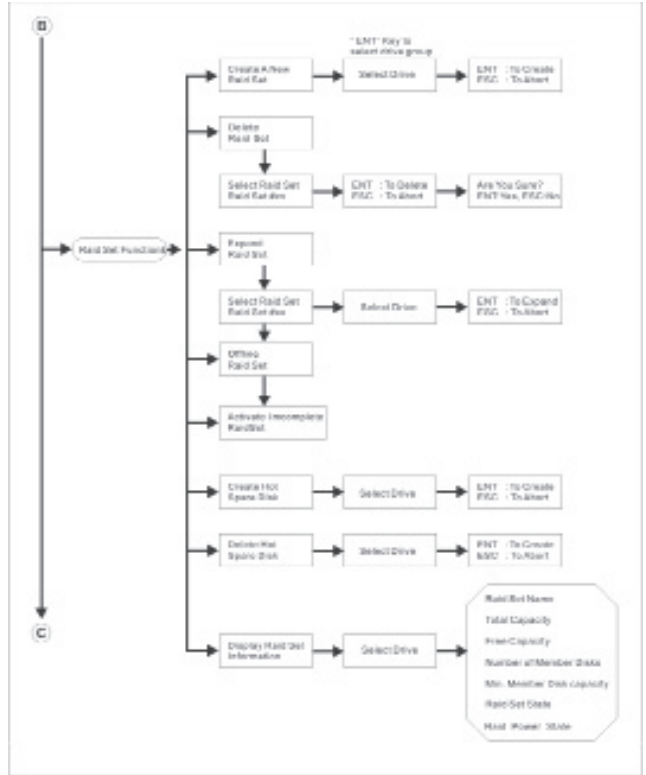 B
" ENT' Key to
select drive group
Create A New
Raid Set
Select Drive
ENT : To Create
ESC : To Abort
Delete
Raid Set
Select Raid Set
Raid Set
ENT : To Delete
ESC : To Abort
Are You Sure?
ENT:Yes, ESC:No
Raid Set Function
Expand
Raid Set
Select Raid Set
Raid Set
Select Drive
ENT : To Expand
ESC : To Abort
Offline
Raid Set
Activate Imcomplete
RaidSet
Create Hot
Spare Disk
Select Drive
ENT : To Create
ESC : To Abort
Delete Hot
Spare Disk
Select Drive
ENT : To Create
ESC : To Abort
C
Display Raid Set
Information
Select Drive
Raid Set Name
Total Capacity
Free Capacity
Number of Member Disks
Min. Member Disk capacity
Raid Set State
Raid Power State